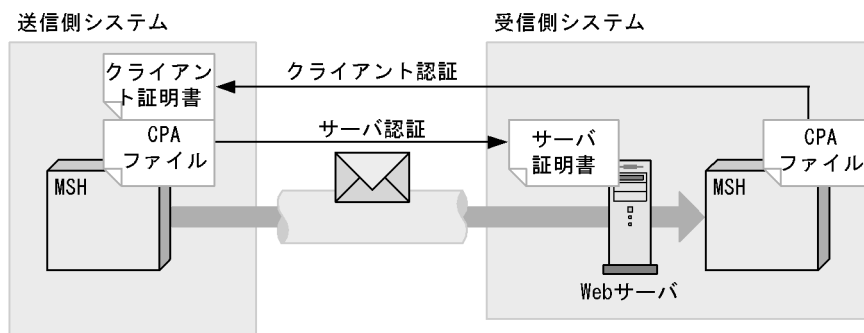 送信側システム
受信側システム
クライアン
ト証明書
クライアント認証
CPA
ファイル
サーバ認証
サーバ
証明書
CPA
ファイル
MSH
MSH
Webサーバ